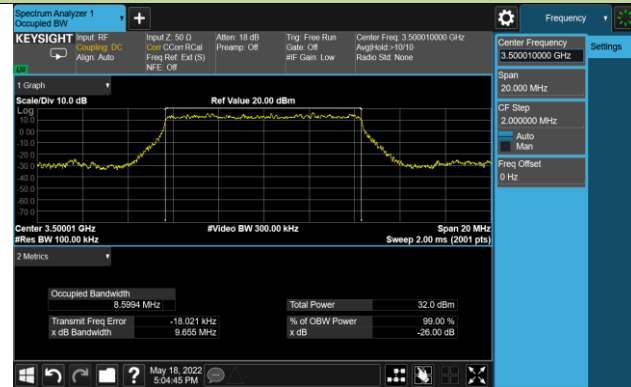 Spectrum Analyzer 1
Occupied BW
Frequency
KEYSIGHT
Input: RF
Coupling: DC
Align: Auto
Input Z: 50 Ω
Corr CCorr RCal
Freq Ref: Ext (S)
NFE: Off
Atten: 18 dB
Preamp: Off
Trig: Free Run
Gate: Off
#IF Gain: Low
Center Freq: 3.500010000 GHz
Avg|Hold:>10/10
Radio Std: None
LXI
Center Frequency
3.500010000 GHz
Settings
Span
20.000 MHz
CF Step
2.000000 MHz
Auto
Man
Freq Offset
0 Hz
1 Graph
Scale/Div 10.0 dB
Ref Value 20.00 dBm
Log
10.0
0.00
-10.0
-20.0
-30.0
-40.0
-50.0
-60.0
-70.0
Center 3.50001 GHz
#Video BW 300.00 kHz
Span 20 MHz
#Res BW 100.00 kHz
Sweep 2.00 ms (2001 pts)
2 Metrics
Occupied Bandwidth
8.5994 MHz
Total Power
32.0 dBm
Transmit Freq Error
-18.021 kHz
% of OBW Power
99.00 %
x dB Bandwidth
9.655 MHz
x dB
-26.00 dB
May 18, 2022
5:04:45 PM